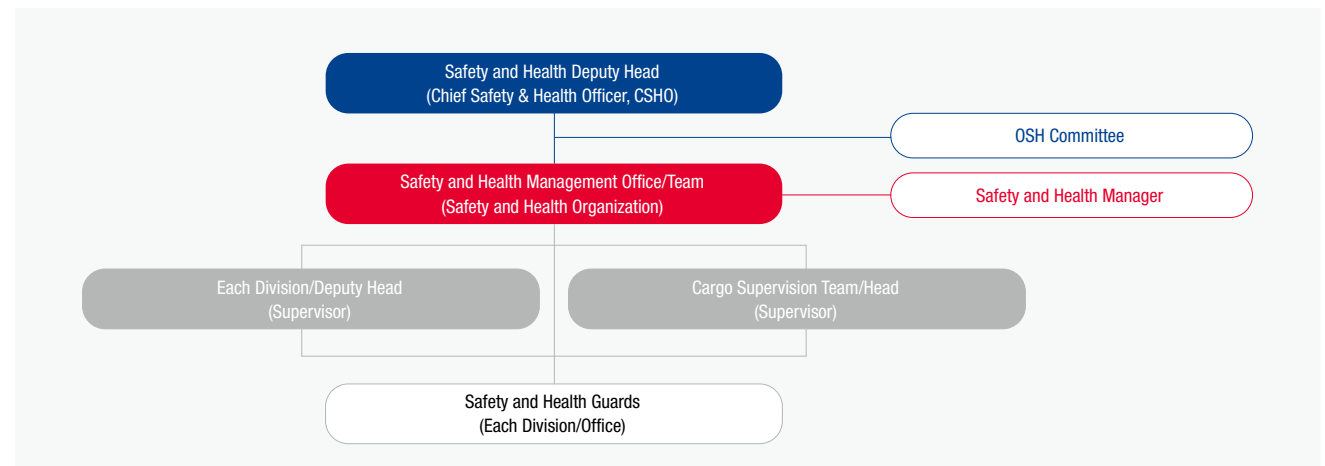 Safety and Health Deputy Head
(Chief Safety & Health Officer, CSHO)
OSH Committee
Safety and Health Management Office/Team
(Safety and Health Organization)
Safety and Health Manager
Each Division/Deputy Head
(Supervisor)
Cargo Supervision Team/Head
(Supervisor)
Safety and Health Guards
(Each Division/Office)